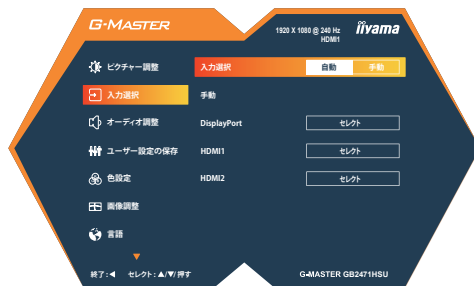 G-MASTER
1920 X 1080 @ 240 Hz
HDMI1
iiyama
ピクチャー調整
入力選択 自動 手動
入力選択
手動
オーディオ調整
DisplayPort セレクト
ユーザー設定の保存
HDMI1 セレクト
色設定
HDMI2 セレクト
画像調整
言語
終了:◀ セレクト:▲/▼/押す
G-MASTER GB2471HSU